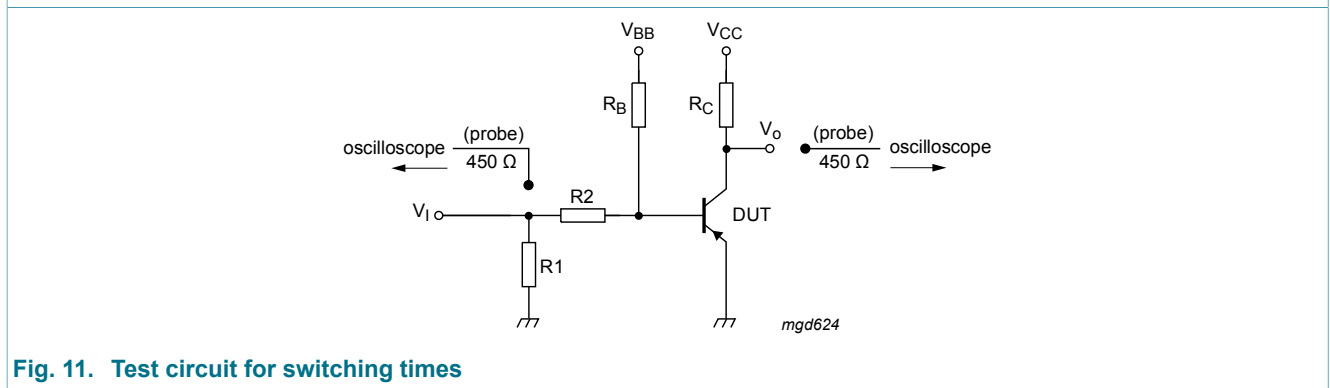 VBB
VCC
RB
RC
Vo
(probe)
450 Ω
oscilloscope
(probe)
450 Ω
oscilloscope
R2
VI
DUT
R1
mgd624
Fig. 11. Test circuit for switching times